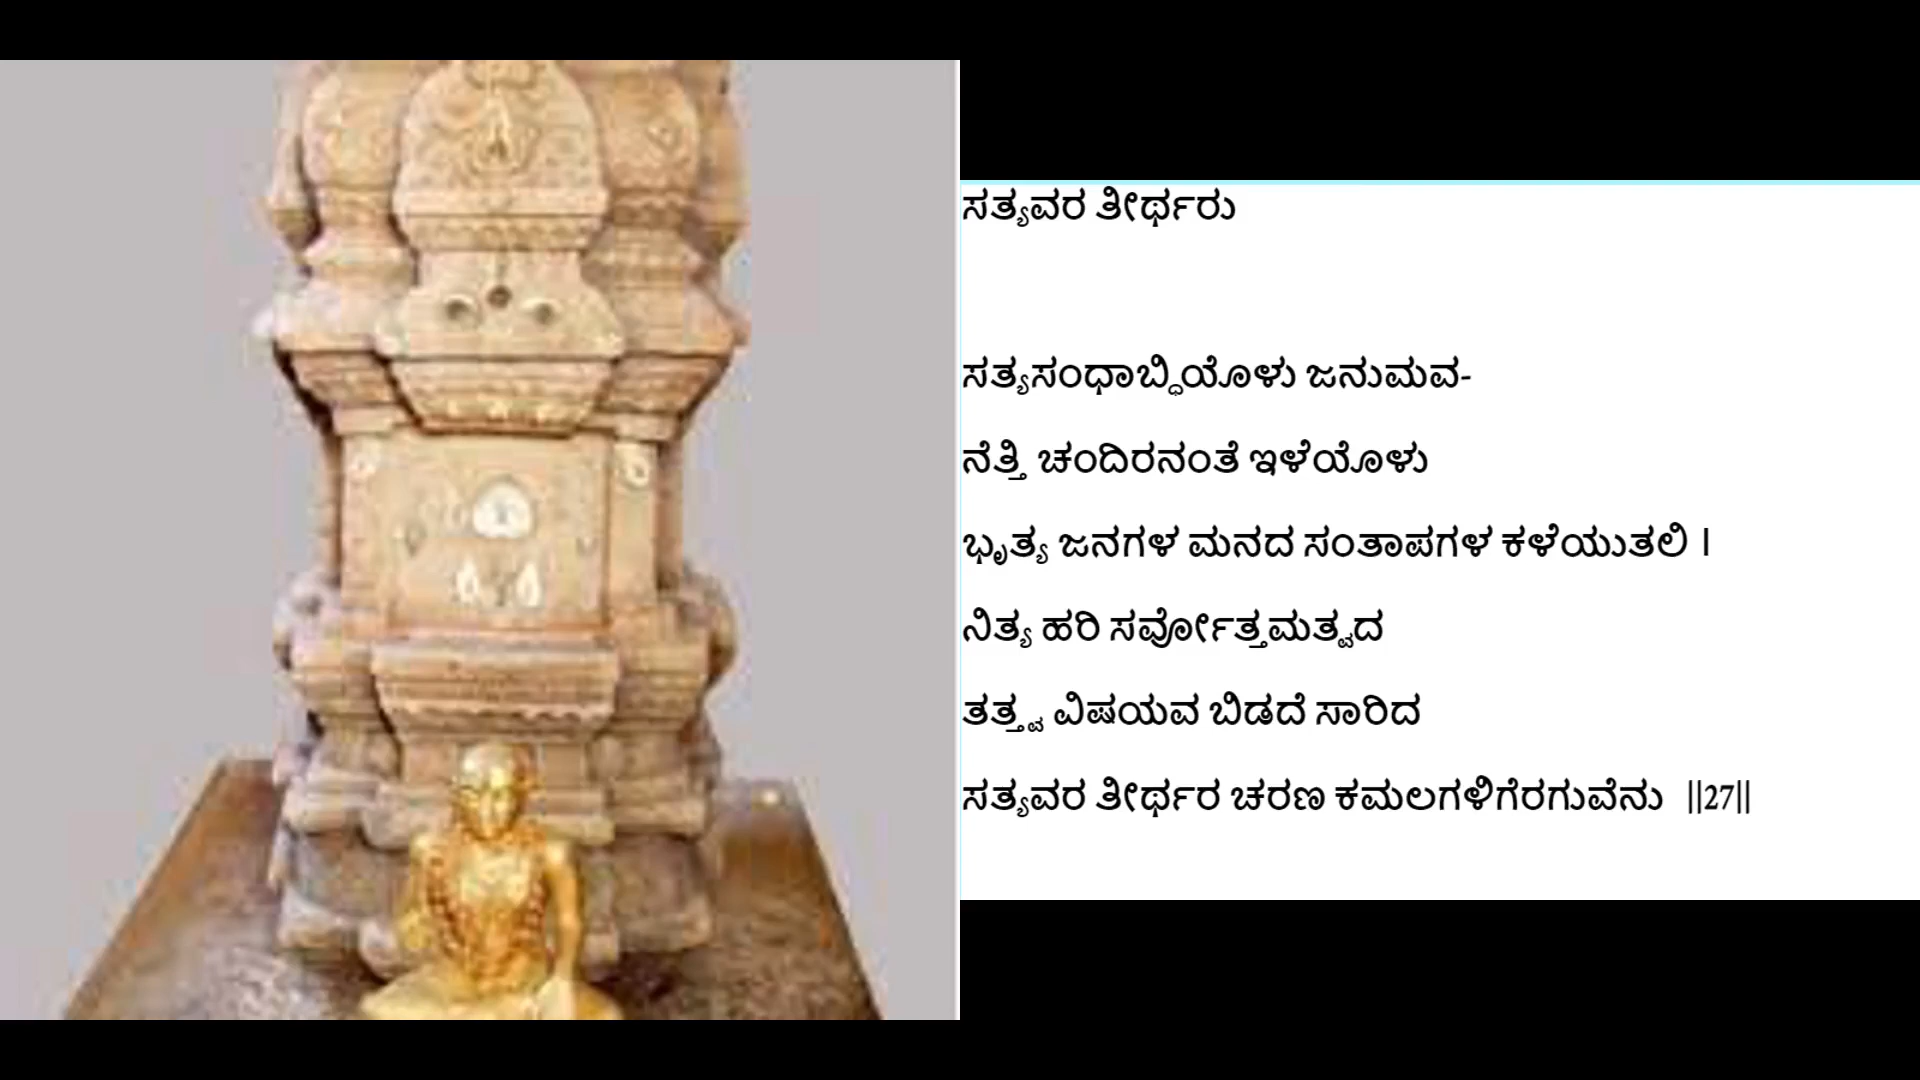 ಸತ್ಯವರ ತೀರ್ಥರು
ಸತ್ಯಸಂಧಾಬ್ಧಿಯೊಳು ಜನುಮವ-
ನೆತ್ತಿ ಚಂದಿರನಂತೆ ಇಳೆಯೊಳು
ಭೃತ್ಯ ಜನಗಳ ಮನದ ಸಂತಾಪಗಳ ಕಳೆಯುತಲಿ ।
ನಿತ್ಯ ಹರಿ ಸರ್ವೋತ್ತಮತ್ವದ
ತತ್ತ್ವ ವಿಷಯವ ಬಿಡದೆ ಸಾರಿದ
ಸತ್ಯವರ ತೀರ್ಥರ ಚರಣ ಕಮಲಗಳಿಗೆರಗುವೆನು ||27||